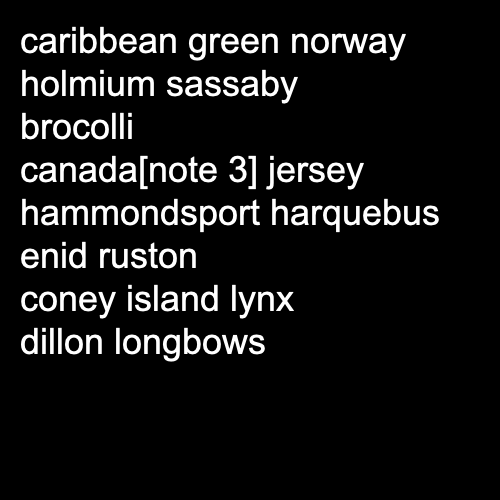 caribbean green norway
holmium sassaby
brocolli
canada[note 3] jersey
hammondsport harquebus
enid ruston
coney island lynx
dillon longbows